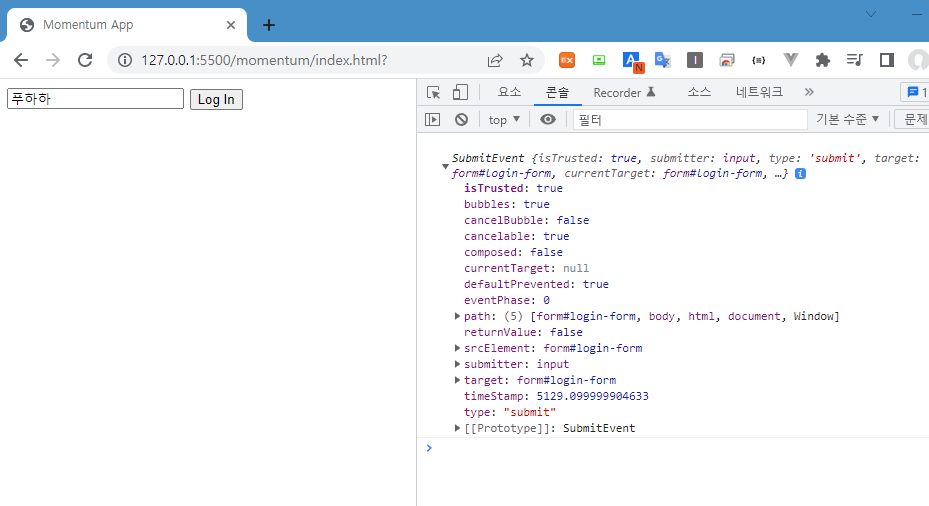 Momentum App
127.0.0.1:5500/momentum/index.html?
푸하하 Log In
요소 콘솔 Recorder 소스 네트워크 » 1
top 필터 기본 수준 문제
SubmitEvent {isTrusted: true, submitter: input, type: 'submit', target:
form#login-form, currentTarget: form#login-form, …}
isTrusted: true
bubbles: true
cancelBubble: false
cancelable: true
composed: false
currentTarget: null
defaultPrevented: true
eventPhase: 0
path: (5) [form#login-form, body, html, document, Window]
returnValue: false
srcElement: form#login-form
submitter: input
target: form#login-form
timeStamp: 5129.099999904633
type: "submit"
[[Prototype]]: SubmitEvent